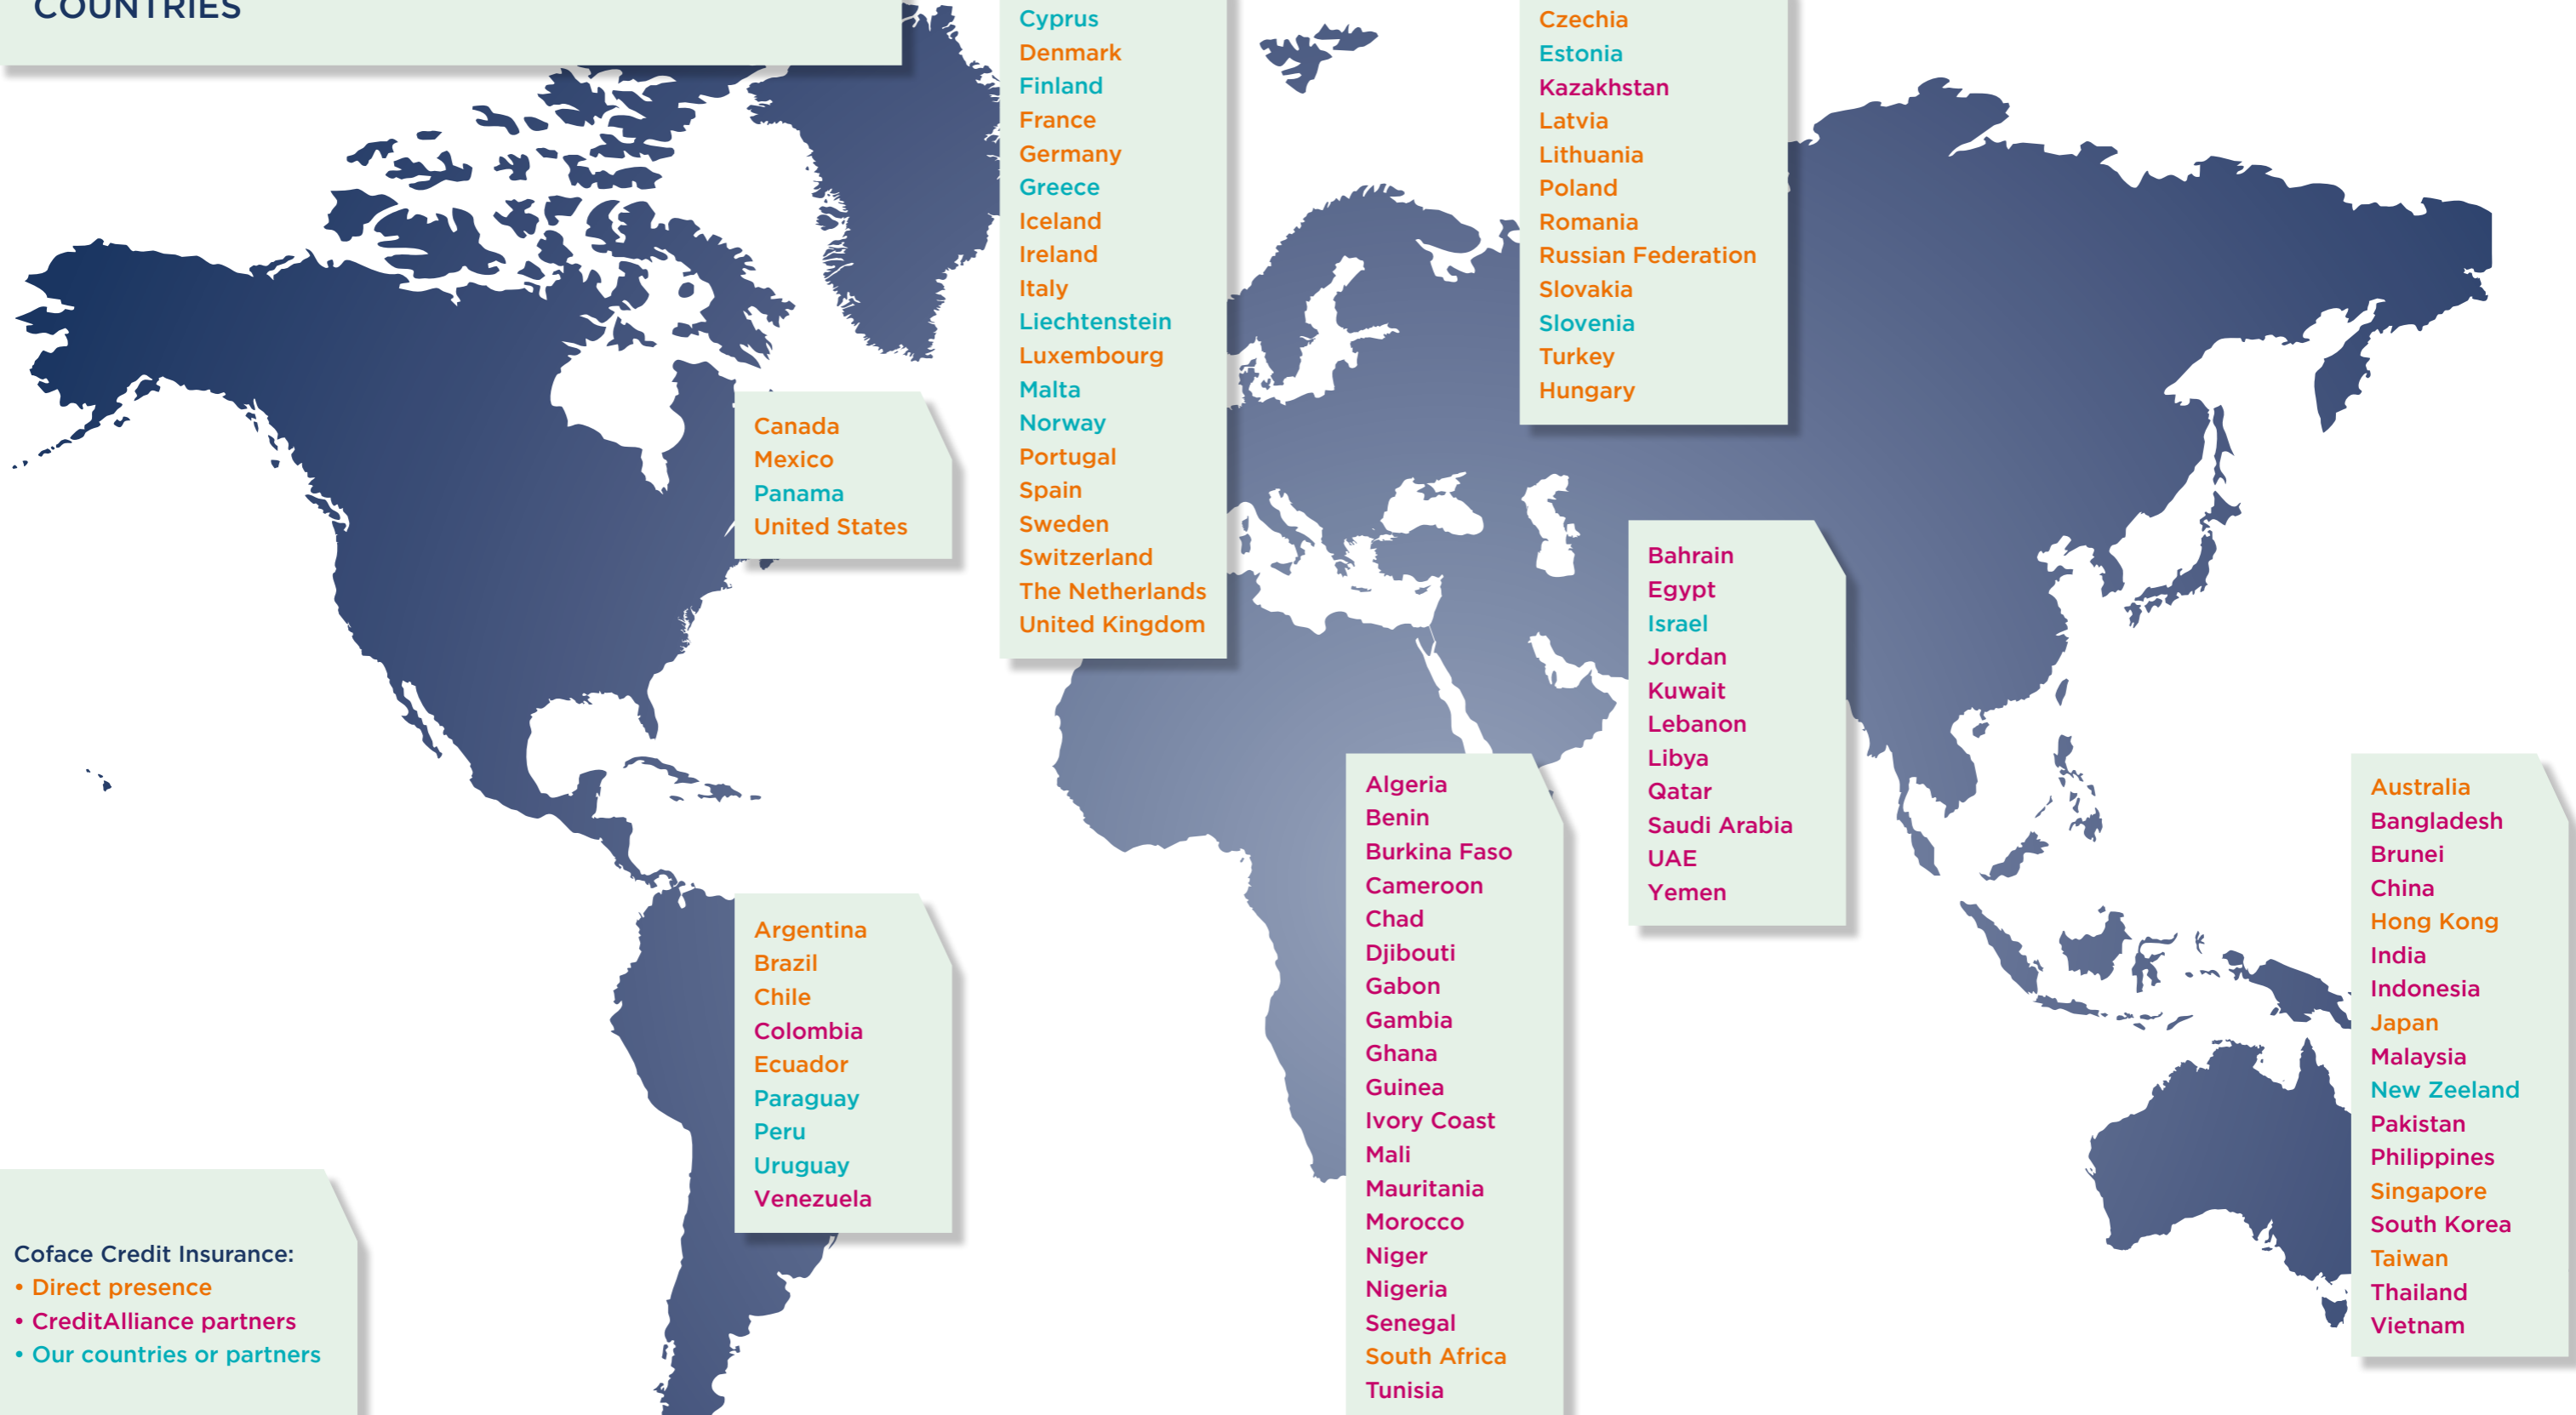 COUNTRIES
Cyprus
Denmark
Finland
France
Germany
Greece
Iceland
Ireland
Italy
Liechtenstein
Luxembourg
Malta
Norway
Portugal
Spain
Sweden
Switzerland
The Netherlands
United Kingdom
Czechia
Estonia
Kazakhstan
Latvia
Lithuania
Poland
Romania
Russian Federation
Slovakia
Slovenia
Turkey
Hungary
Canada
Mexico
Panama
United States
Bahrain
Egypt
Israel
Jordan
Kuwait
Lebanon
Libya
Qatar
Saudi Arabia
UAE
Yemen
Argentina
Brazil
Chile
Colombia
Ecuador
Paraguay
Peru
Uruguay
Venezuela
Algeria
Benin
Burkina Faso
Cameroon
Chad
Djibouti
Gabon
Gambia
Ghana
Guinea
Ivory Coast
Mali
Mauritania
Morocco
Niger
Nigeria
Senegal
South Africa
Tunisia
Australia
Bangladesh
Brunei
China
Hong Kong
India
Indonesia
Japan
Malaysia
New Zeeland
Pakistan
Philippines
Singapore
South Korea
Taiwan
Thailand
Vietnam
Coface Credit Insurance:
• Direct presence
• CreditAlliance partners
• Our countries or partners